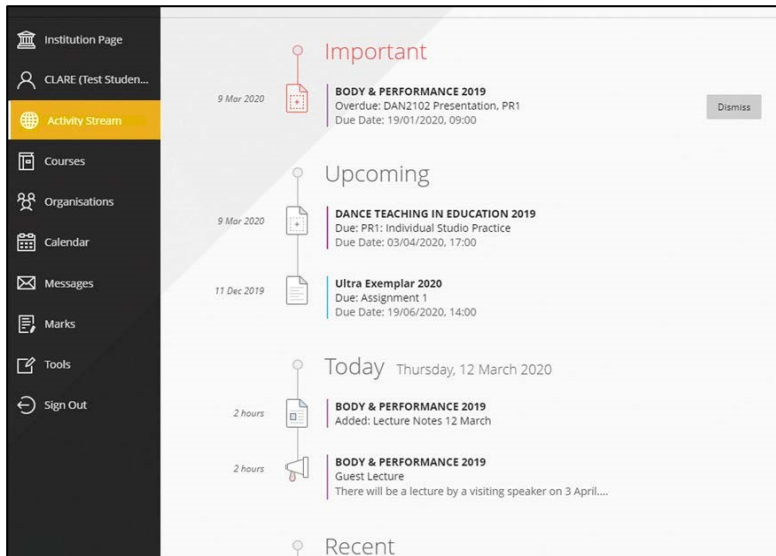 Institution Page
CLARE (Test Studen...
Activity Stream
Courses
Organisations
Calendar
Messages
Marks
Tools
Sign Out
Important
9 Mar 2020
BODY & PERFORMANCE 2019
Overdue: DAN2102 Presentation, PR1
Due Date: 19/01/2020, 09:00
Dismiss
Upcoming
9 Mar 2020
DANCE TEACHING IN EDUCATION 2019
Due: PR1: Individual Studio Practice
Due Date: 03/04/2020, 17:00
11 Dec 2019
Ultra Exemplar 2020
Due: Assignment 1
Due Date: 19/06/2020, 14:00
Today Thursday, 12 March 2020
2 hours
BODY & PERFORMANCE 2019
Added: Lecture Notes 12 March
2 hours
BODY & PERFORMANCE 2019
Guest Lecture
There will be a lecture by a visiting speaker on 3 April....
Recent